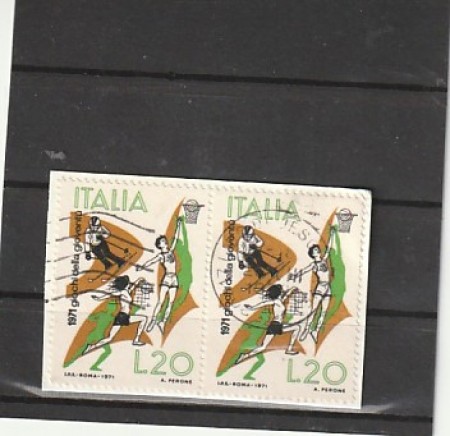 ITALIA
1971 giochi della gioventù
L.20
I.P.S.-ROMA-1971
A. PERONE
ITALIA
1971 giochi della gioventù
L.20
I.P.S.-ROMA-1971
A. PERONE